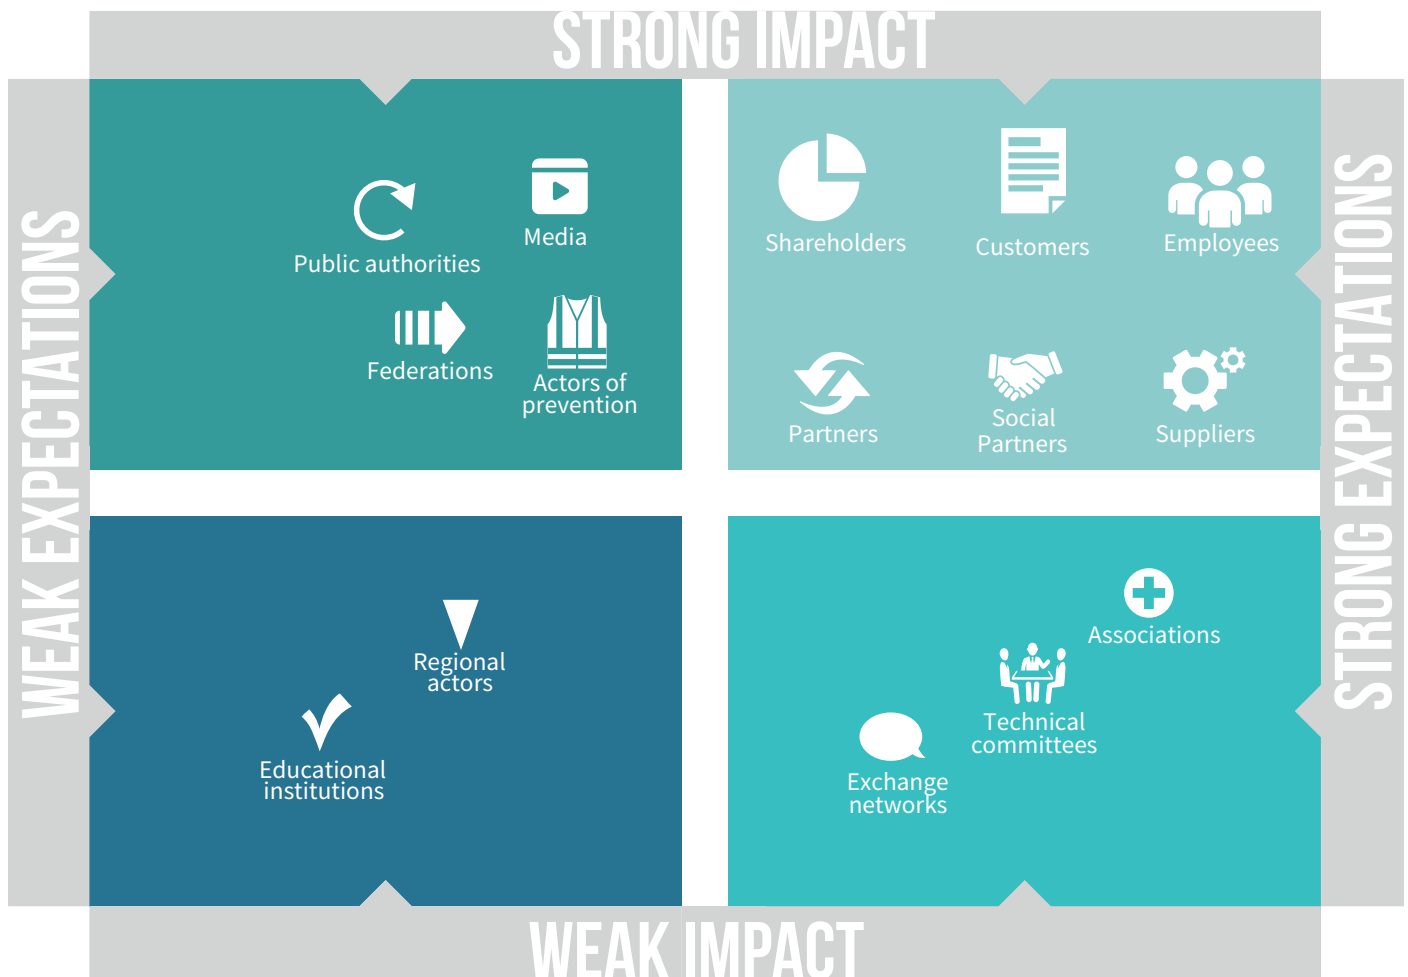 STRONG IMPACT
WEAK EXPECTATIONS
Public authorities
Media
Federations
Actors of
prevention
Shareholders
Customers
Employees
Partners
Social
Partners
Suppliers
STRONG EXPECTATIONS
Regional
actors
Educational
institutions
Associations
Technical
committees
Exchange
networks
WEAK IMPACT